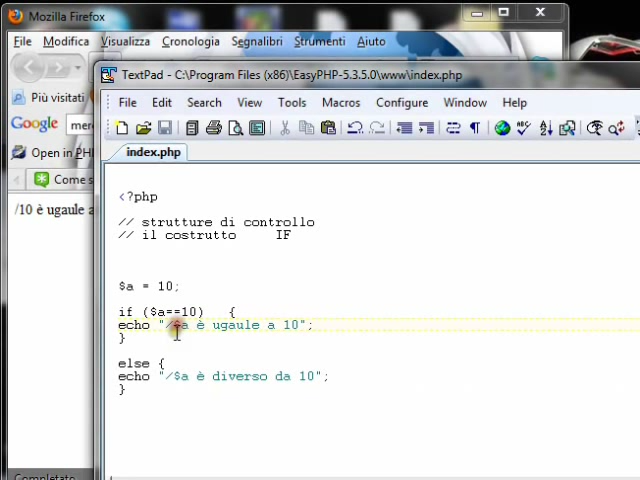 Mozilla Firefox
File Modifica Visualizza Cronologia Segnalibri Strumenti Aiuto
Più visitati
Google
Open in
Come s
/10 è ugaule a
Completato
TextPad - C:\Program Files (x86)\EasyPHP-5.3.5.0\www\index.php
File Edit Search View Tools Macros Configure Window Help
index.php
<?php
// strutture di controllo
// il costrutto IF
$a = 10;
if ($a==10) {
echo "/$a è ugaule a 10";
}
else {
echo "/$a è diverso da 10";
}